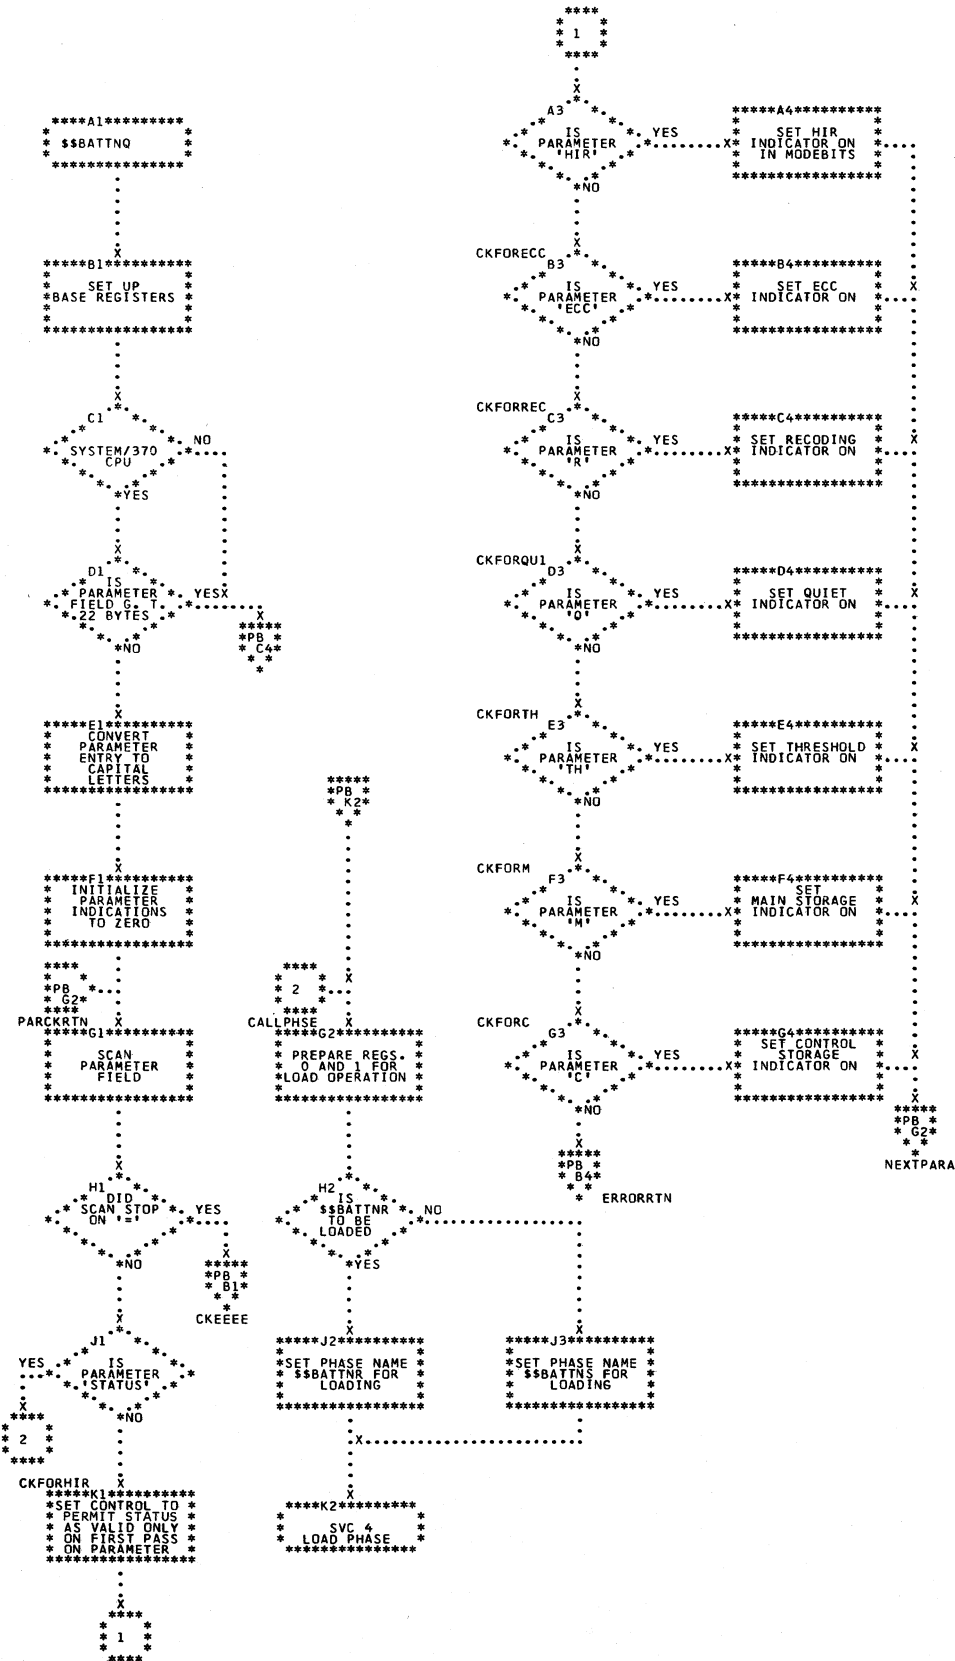 A1
$$BATTNQ
B1
SET UP
BASE REGISTERS
C1
SYSTEM/370
CPU
NO
YES
D1
IS
PARAMETER
FIELD G. T.
22 BYTES
YES
NO
PB
C4
E1
CONVERT
PARAMETER
ENTRY TO
CAPITAL
LETTERS
F1
INITIALIZE
PARAMETER
INDICATIONS
TO ZERO
PB
G2
PARCKRTN
G1
SCAN
PARAMETER
FIELD
H1
DID
SCAN STOP
ON '='
YES
NO
PB
B1
CKEEEE
J1
IS
PARAMETER
'STATUS'
YES
NO
2
CKFORHIR
K1
SET CONTROL TO
PERMIT STATUS
AS VALID ONLY
ON FIRST PASS
ON PARAMETER
1
PB
K2
2
CALLPHSE
G2
PREPARE REGS.
0 AND 1 FOR
LOAD OPERATION
H2
IS
$$BATTNR
TO BE
LOADED
NO
YES
J2
SET PHASE NAME
$$BATTNR FOR
LOADING
J3
SET PHASE NAME
$$BATTNS FOR
LOADING
K2
SVC 4
LOAD PHASE
1
A3
IS
PARAMETER
'HIR'
YES
NO
A4
SET HIR
INDICATOR ON
IN MODEBITS
CKFORECC
B3
IS
PARAMETER
'ECC'
YES
NO
B4
SET ECC
INDICATOR ON
CKFORREC
C3
IS
PARAMETER
'R'
YES
NO
C4
SET RECODING
INDICATOR ON
CKFORQUI
D3
IS
PARAMETER
'Q'
YES
NO
D4
SET QUIET
INDICATOR ON
CKFORTH
E3
IS
PARAMETER
'TH'
YES
NO
E4
SET THRESHOLD
INDICATOR ON
CKFORM
F3
IS
PARAMETER
'M'
YES
NO
F4
SET
MAIN STORAGE
INDICATOR ON
CKFORC
G3
IS
PARAMETER
'C'
YES
NO
G4
SET CONTROL
STORAGE
INDICATOR ON
PB
G2
NEXTPARA
PB
B4
ERRORRTN